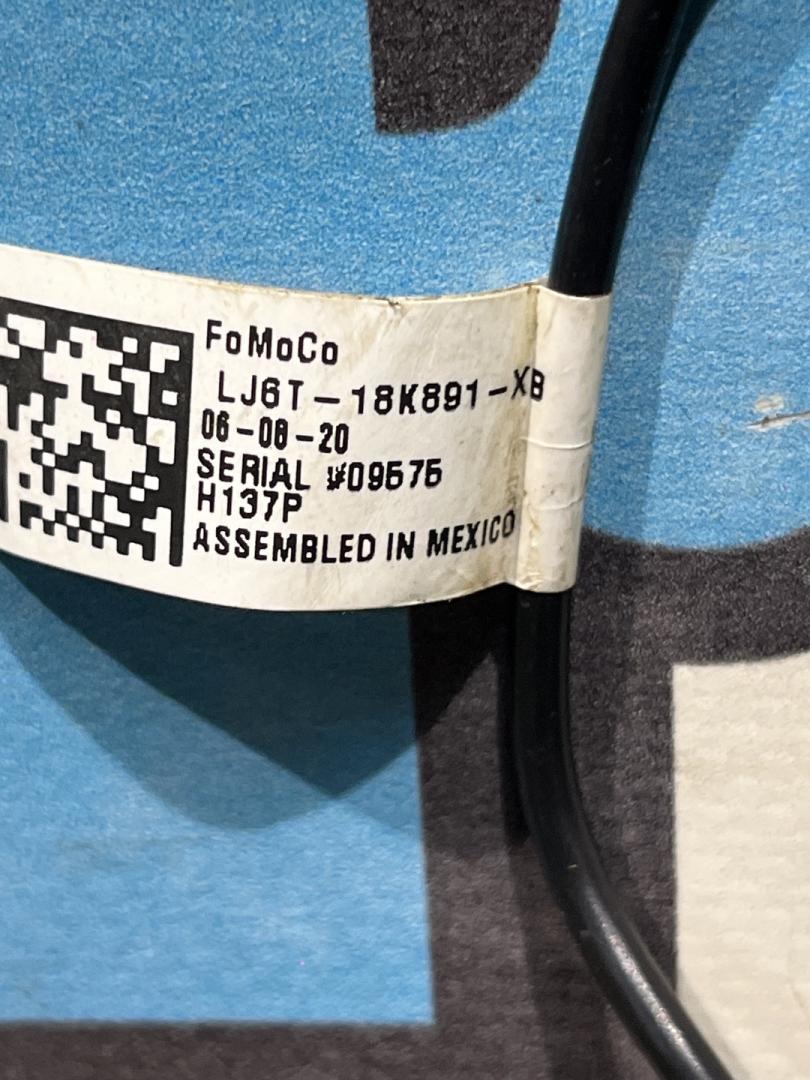 FoMoCo
LJ6T-18K891-XB
06-08-20
SERIAL #09575
H137P
ASSEMBLED IN MEXICO